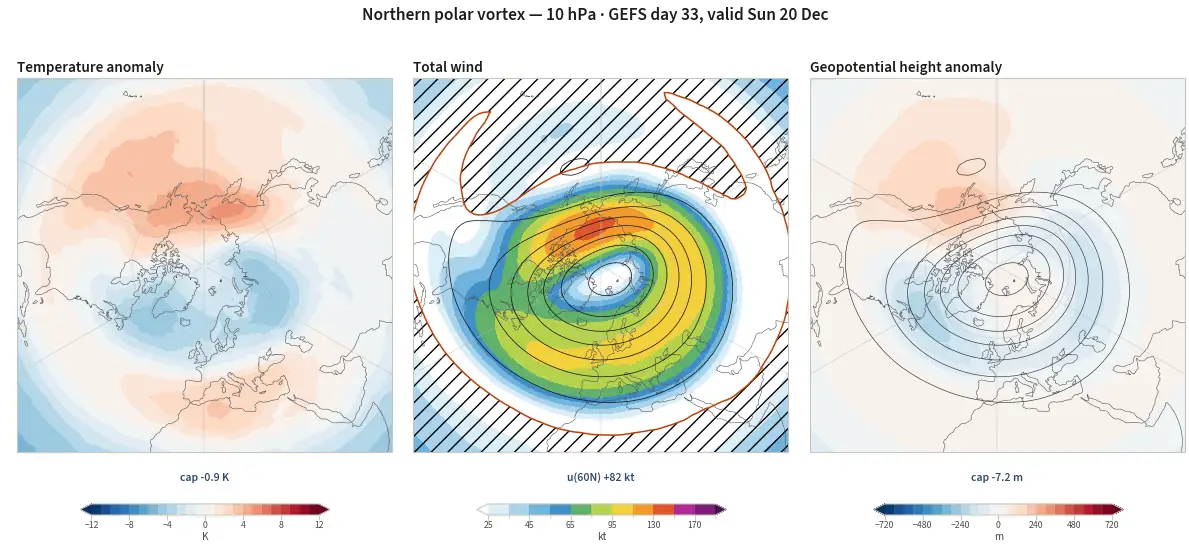 Northern polar vortex — 10 hPa · GEFS day 33, valid Sun 20 Dec
Temperature anomaly
Total wind
Geopotential height anomaly
cap -0.9 K
u(60N) +82 kt
cap -7.2 m
−12 −8 −4 0 4 8 12
K
25 45 65 95 130 170
kt
−720 −480 −240 0 240 480 720
m